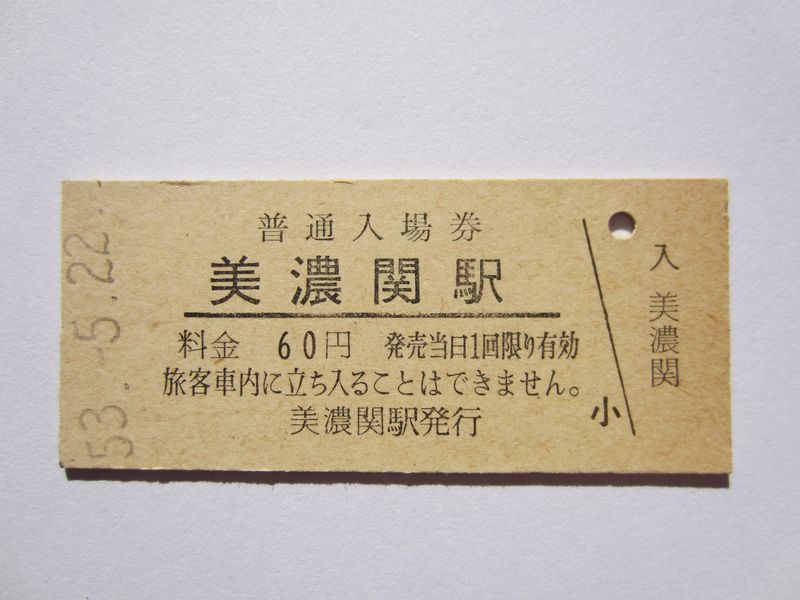 普通入場券
美濃関駅
料金 60円 発売当日1回限り有効
旅客車内に立ち入ることはできません。
美濃関駅発行
小
入 美濃関
53.-5.22.